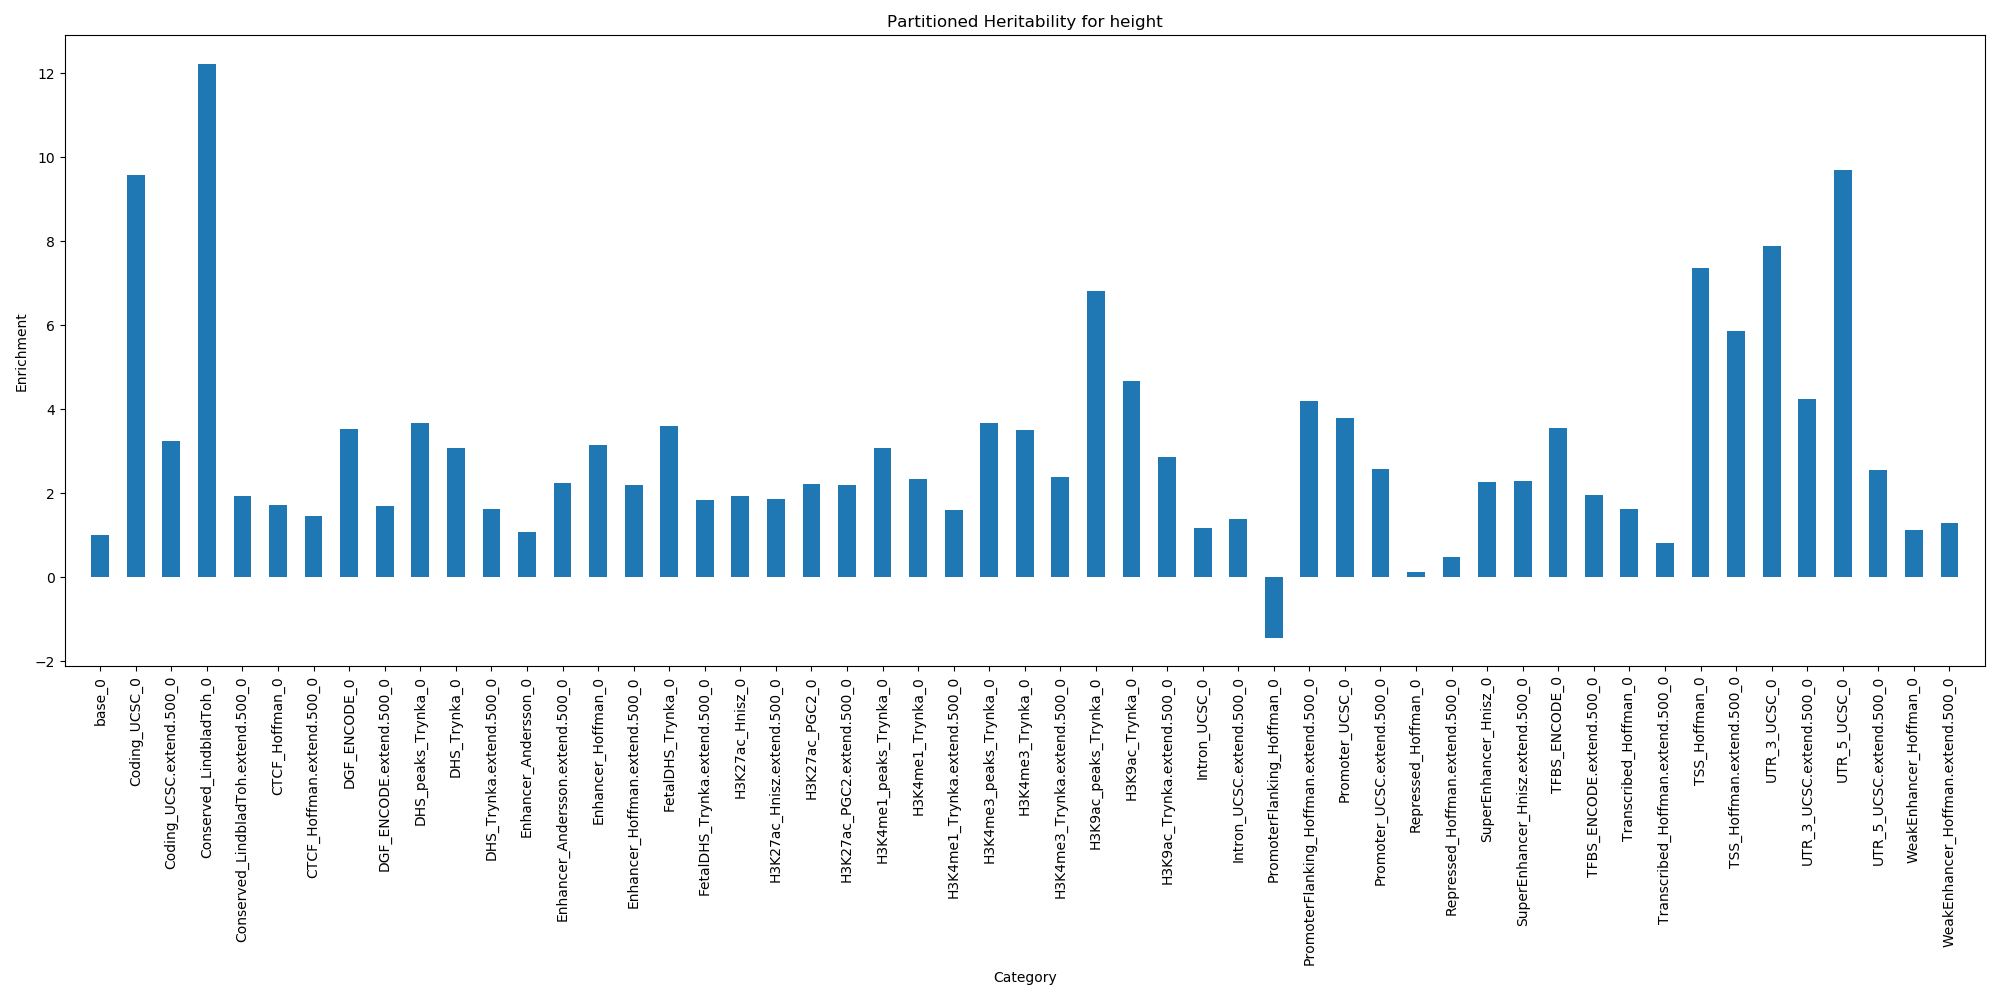 Partitioned Heritability for height
12
10
8
6
4
2
0
−2
Enrichment
base_0
Coding_UCSC_0
Coding_UCSC.extend.500_0
Conserved_LindbladToh_0
Conserved_LindbladToh.extend.500_0
CTCF_Hoffman_0
CTCF_Hoffman.extend.500_0
DGF_ENCODE_0
DGF_ENCODE.extend.500_0
DHS_peaks_Trynka_0
DHS_Trynka_0
DHS_Trynka.extend.500_0
Enhancer_Andersson_0
Enhancer_Andersson.extend.500_0
Enhancer_Hoffman_0
Enhancer_Hoffman.extend.500_0
FetalDHS_Trynka_0
FetalDHS_Trynka.extend.500_0
H3K27ac_Hnisz_0
H3K27ac_Hnisz.extend.500_0
H3K27ac_PGC2_0
H3K27ac_PGC2.extend.500_0
H3K4me1_peaks_Trynka_0
H3K4me1_Trynka_0
H3K4me1_Trynka.extend.500_0
H3K4me3_peaks_Trynka_0
H3K4me3_Trynka_0
H3K4me3_Trynka.extend.500_0
H3K9ac_peaks_Trynka_0
H3K9ac_Trynka_0
H3K9ac_Trynka.extend.500_0
Intron_UCSC_0
Intron_UCSC.extend.500_0
PromoterFlanking_Hoffman_0
PromoterFlanking_Hoffman.extend.500_0
Promoter_UCSC_0
Promoter_UCSC.extend.500_0
Repressed_Hoffman_0
Repressed_Hoffman.extend.500_0
SuperEnhancer_Hnisz_0
SuperEnhancer_Hnisz.extend.500_0
TFBS_ENCODE_0
TFBS_ENCODE.extend.500_0
Transcribed_Hoffman_0
Transcribed_Hoffman.extend.500_0
TSS_Hoffman_0
TSS_Hoffman.extend.500_0
UTR_3_UCSC_0
UTR_3_UCSC.extend.500_0
UTR_5_UCSC_0
UTR_5_UCSC.extend.500_0
WeakEnhancer_Hoffman_0
WeakEnhancer_Hoffman.extend.500_0
Category